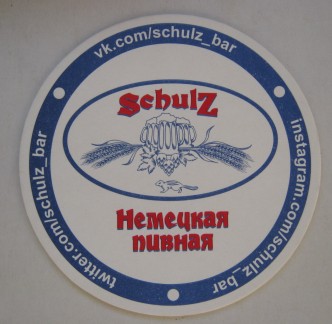 vk.com/schulz_bar
Schulz
instagram.com/schulz_bar
twitter.com/schulz_bar
Немецкая
пивная